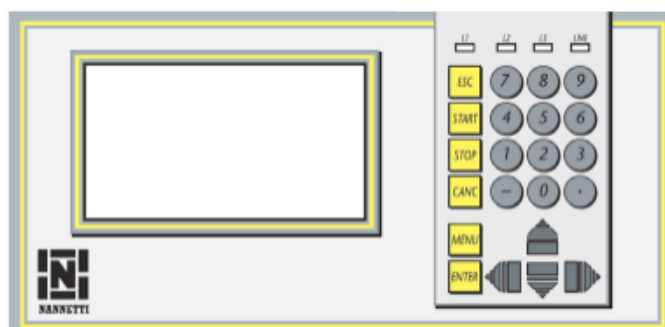 L1 L2 L3 LINE
ESC 7 8 9
START 4 5 6
STOP 1 2 3
CANC - 0 .
MENU
ENTER
N
NANNETTI